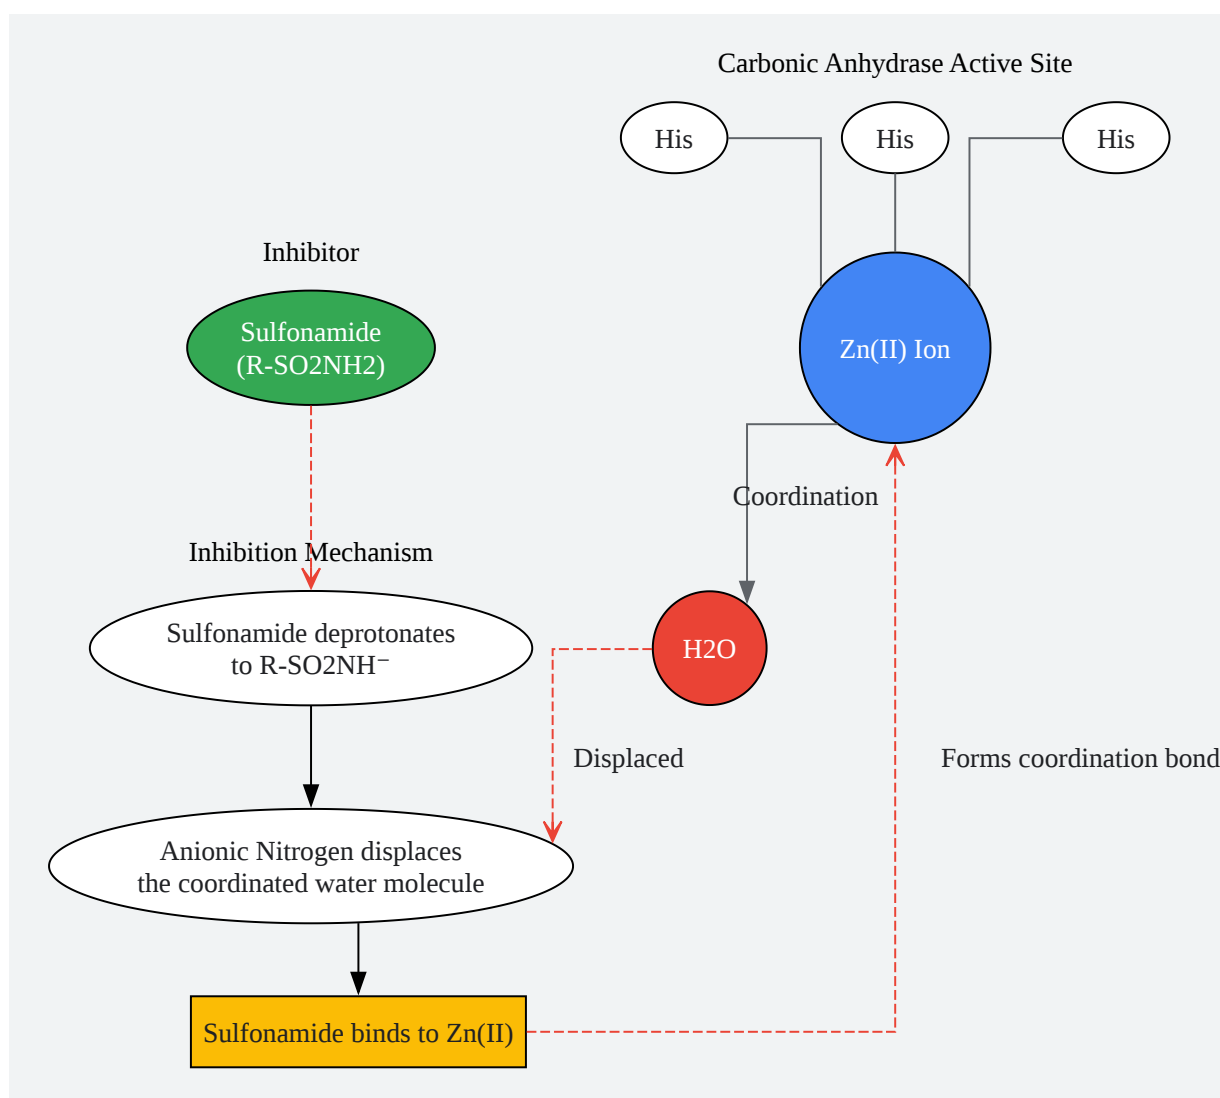 Carbonic Anhydrase Active Site
His
His
His
Inhibitor
Sulfonamide
(R-SO2NH2)
Zn(II) Ion
Coordination
Inhibition Mechanism
Sulfonamide deprotonates
to R-SO2NH⁻
H2O
Displaced
Forms coordination bond
Anionic Nitrogen displaces
the coordinated water molecule
Sulfonamide binds to Zn(II)